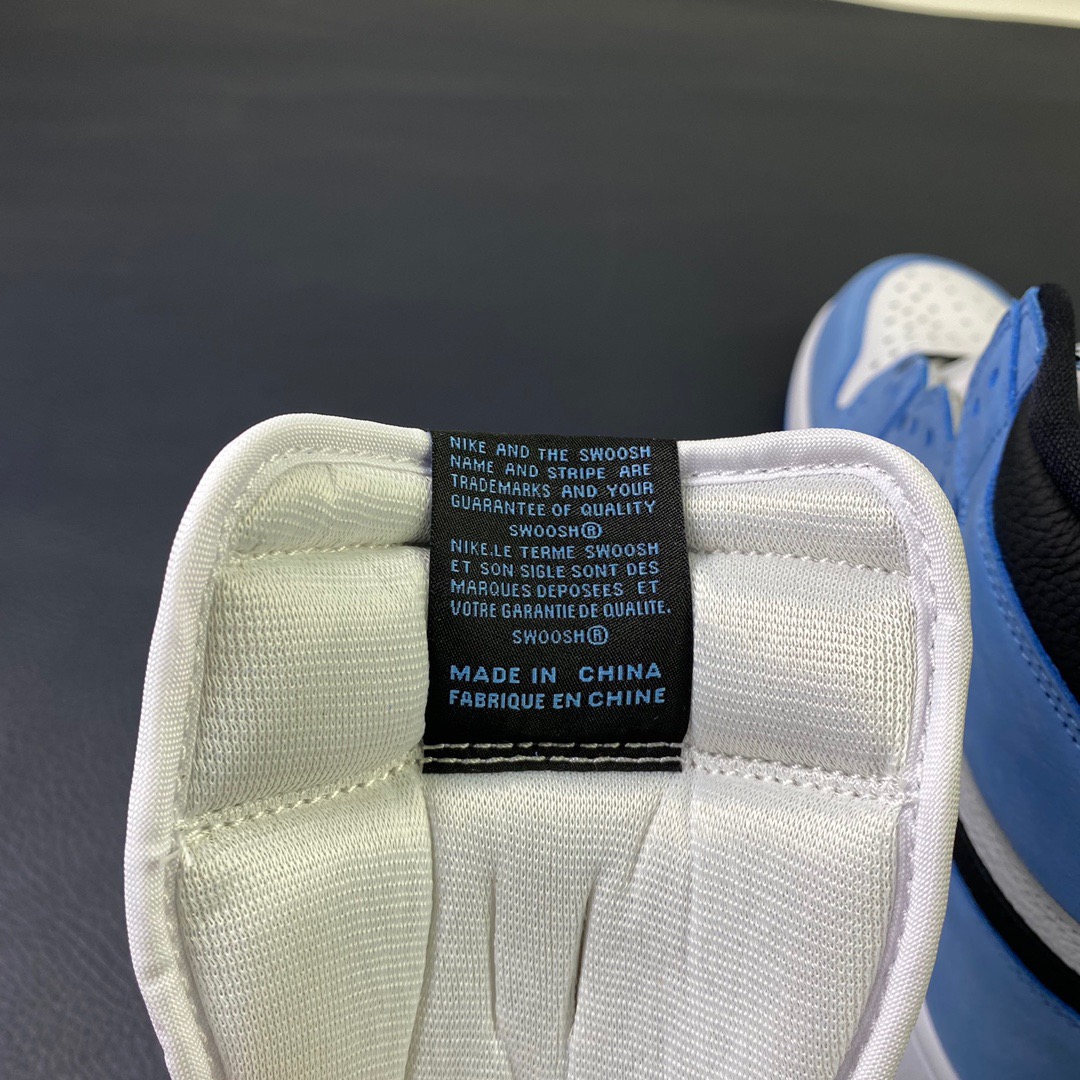 NIKE AND THE SWOOSH
NAME AND STRIPE ARE
TRADEMARKS AND YOUR
GUARANTEE OF QUALITY
SWOOSH®
NIKE.LE TERME SWOOSH
ET SON SIGLE SONT DES
MARQUES DEPOSEES ET
VOTRE GARANTIE DE QUALITE.
SWOOSH®
MADE IN CHINA
FABRIQUE EN CHINE